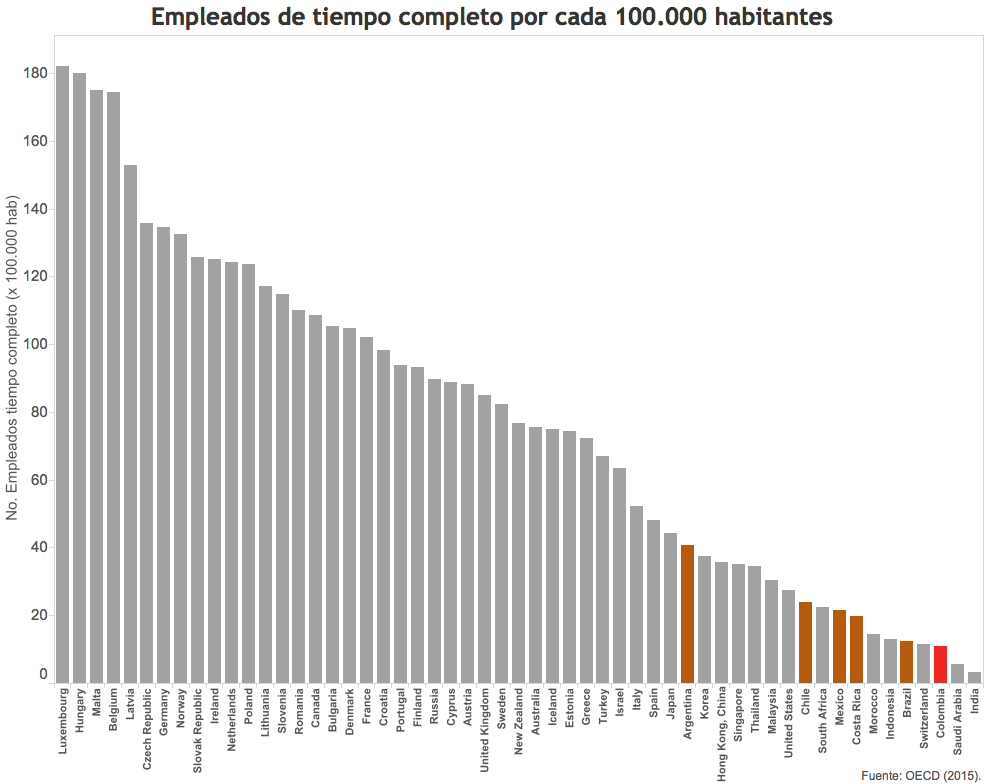 Empleados de tiempo completo por cada 100.000 habitantes
No. Empleados tiempo completo (x 100.000 hab)
180
160
140
120
100
80
60
40
20
0
Luxembourg
Hungary
Malta
Belgium
Latvia
Czech Republic
Germany
Norway
Slovak Republic
Ireland
Netherlands
Poland
Lithuania
Slovenia
Romania
Canada
Bulgaria
Denmark
France
Croatia
Portugal
Finland
Russia
Cyprus
Austria
United Kingdom
Sweden
New Zealand
Australia
Iceland
Estonia
Greece
Turkey
Israel
Italy
Spain
Japan
Argentina
Korea
Hong Kong, China
Singapore
Thailand
Malaysia
United States
Chile
South Africa
Mexico
Costa Rica
Morocco
Indonesia
Brazil
Switzerland
Colombia
Saudi Arabia
India
Fuente: OECD (2015).